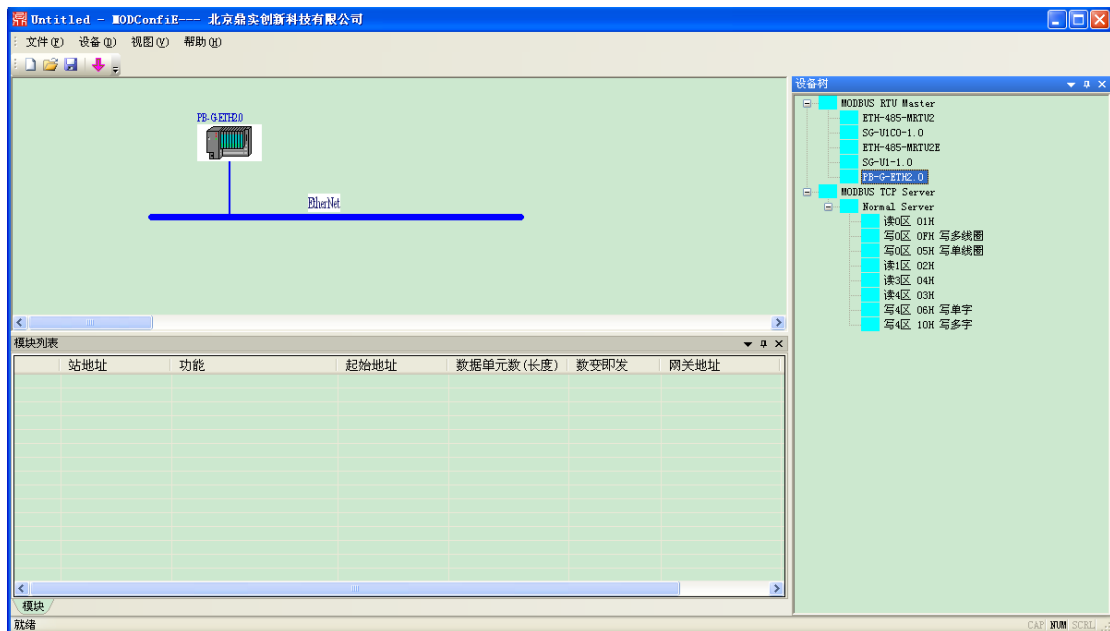 Untitled - MODConfiE--- 北京鼎实创新科技有限公司
文件(F) 设备(D) 视图(V) 帮助(H)
PB-G-ETH2.0
EtherNet
设备树
MODBUS RTU Master
ETH-485-MRTU2
SG-U1CO-1.0
ETH-485-MRTU2E
SG-U1-1.0
PB-G-ETH2.0
MODBUS TCP Server
Normal Server
读0区 01H
写0区 0FH 写多线圈
写0区 05H 写单线圈
读1区 02H
读3区 04H
读4区 03H
写4区 06H 写单字
写4区 10H 写多字
模块列表
站地址 功能 起始地址 数据单元数(长度) 数变即发 网关地址
模块
就绪 CAP NUM SCRL